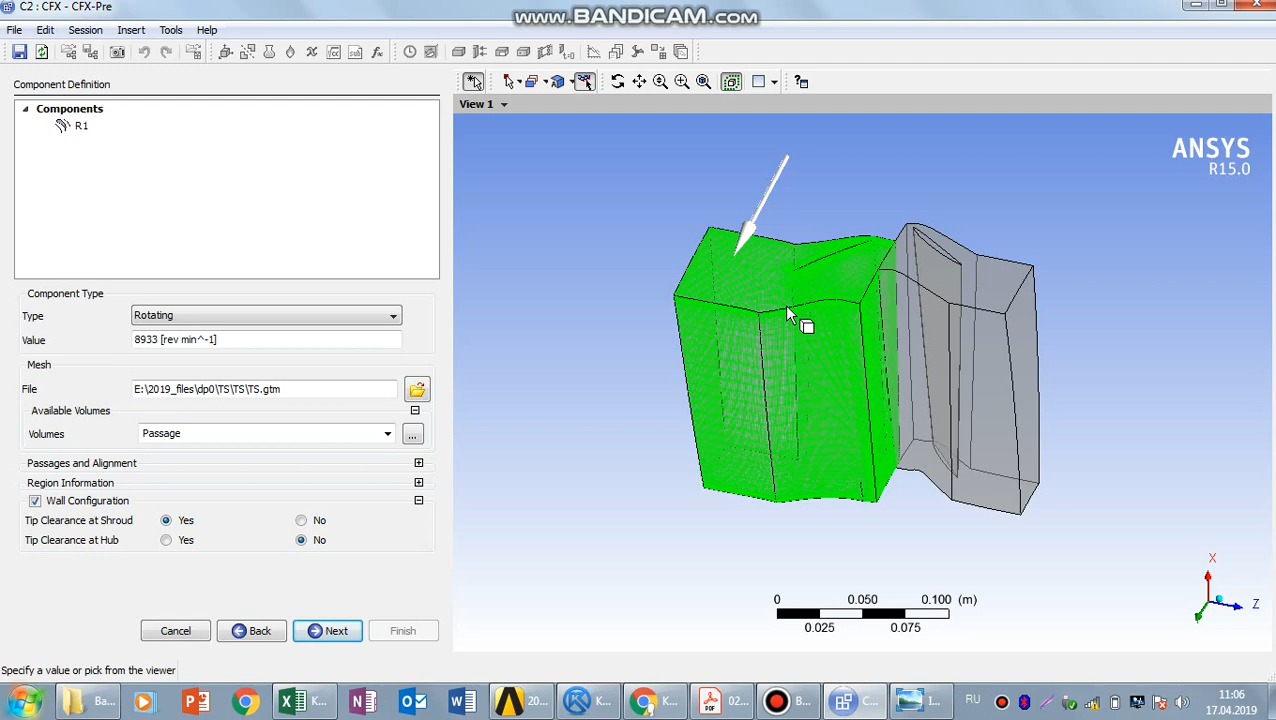 C2 : CFX - CFX-Pre
www.BANDICAM.com
File Edit Session Insert Tools Help
Component Definition
Components
R1
View 1
ANSYS
R15.0
Component Type
Type Rotating
Value 8933 [rev min^-1]
Mesh
File E:\2019_files\dp0\TS\TS\TS.gtm
Available Volumes
Volumes Passage ...
Passages and Alignment
Region Information
Wall Configuration
Tip Clearance at Shroud Yes No
Tip Clearance at Hub Yes No
0 0.050 0.100 (m)
0.025 0.075
X
Z
Cancel Back Next Finish
Specify a value or pick from the viewer
Ba... K... 20... K... K... 02... B... C... 1... RU 11:06
17.04.2019